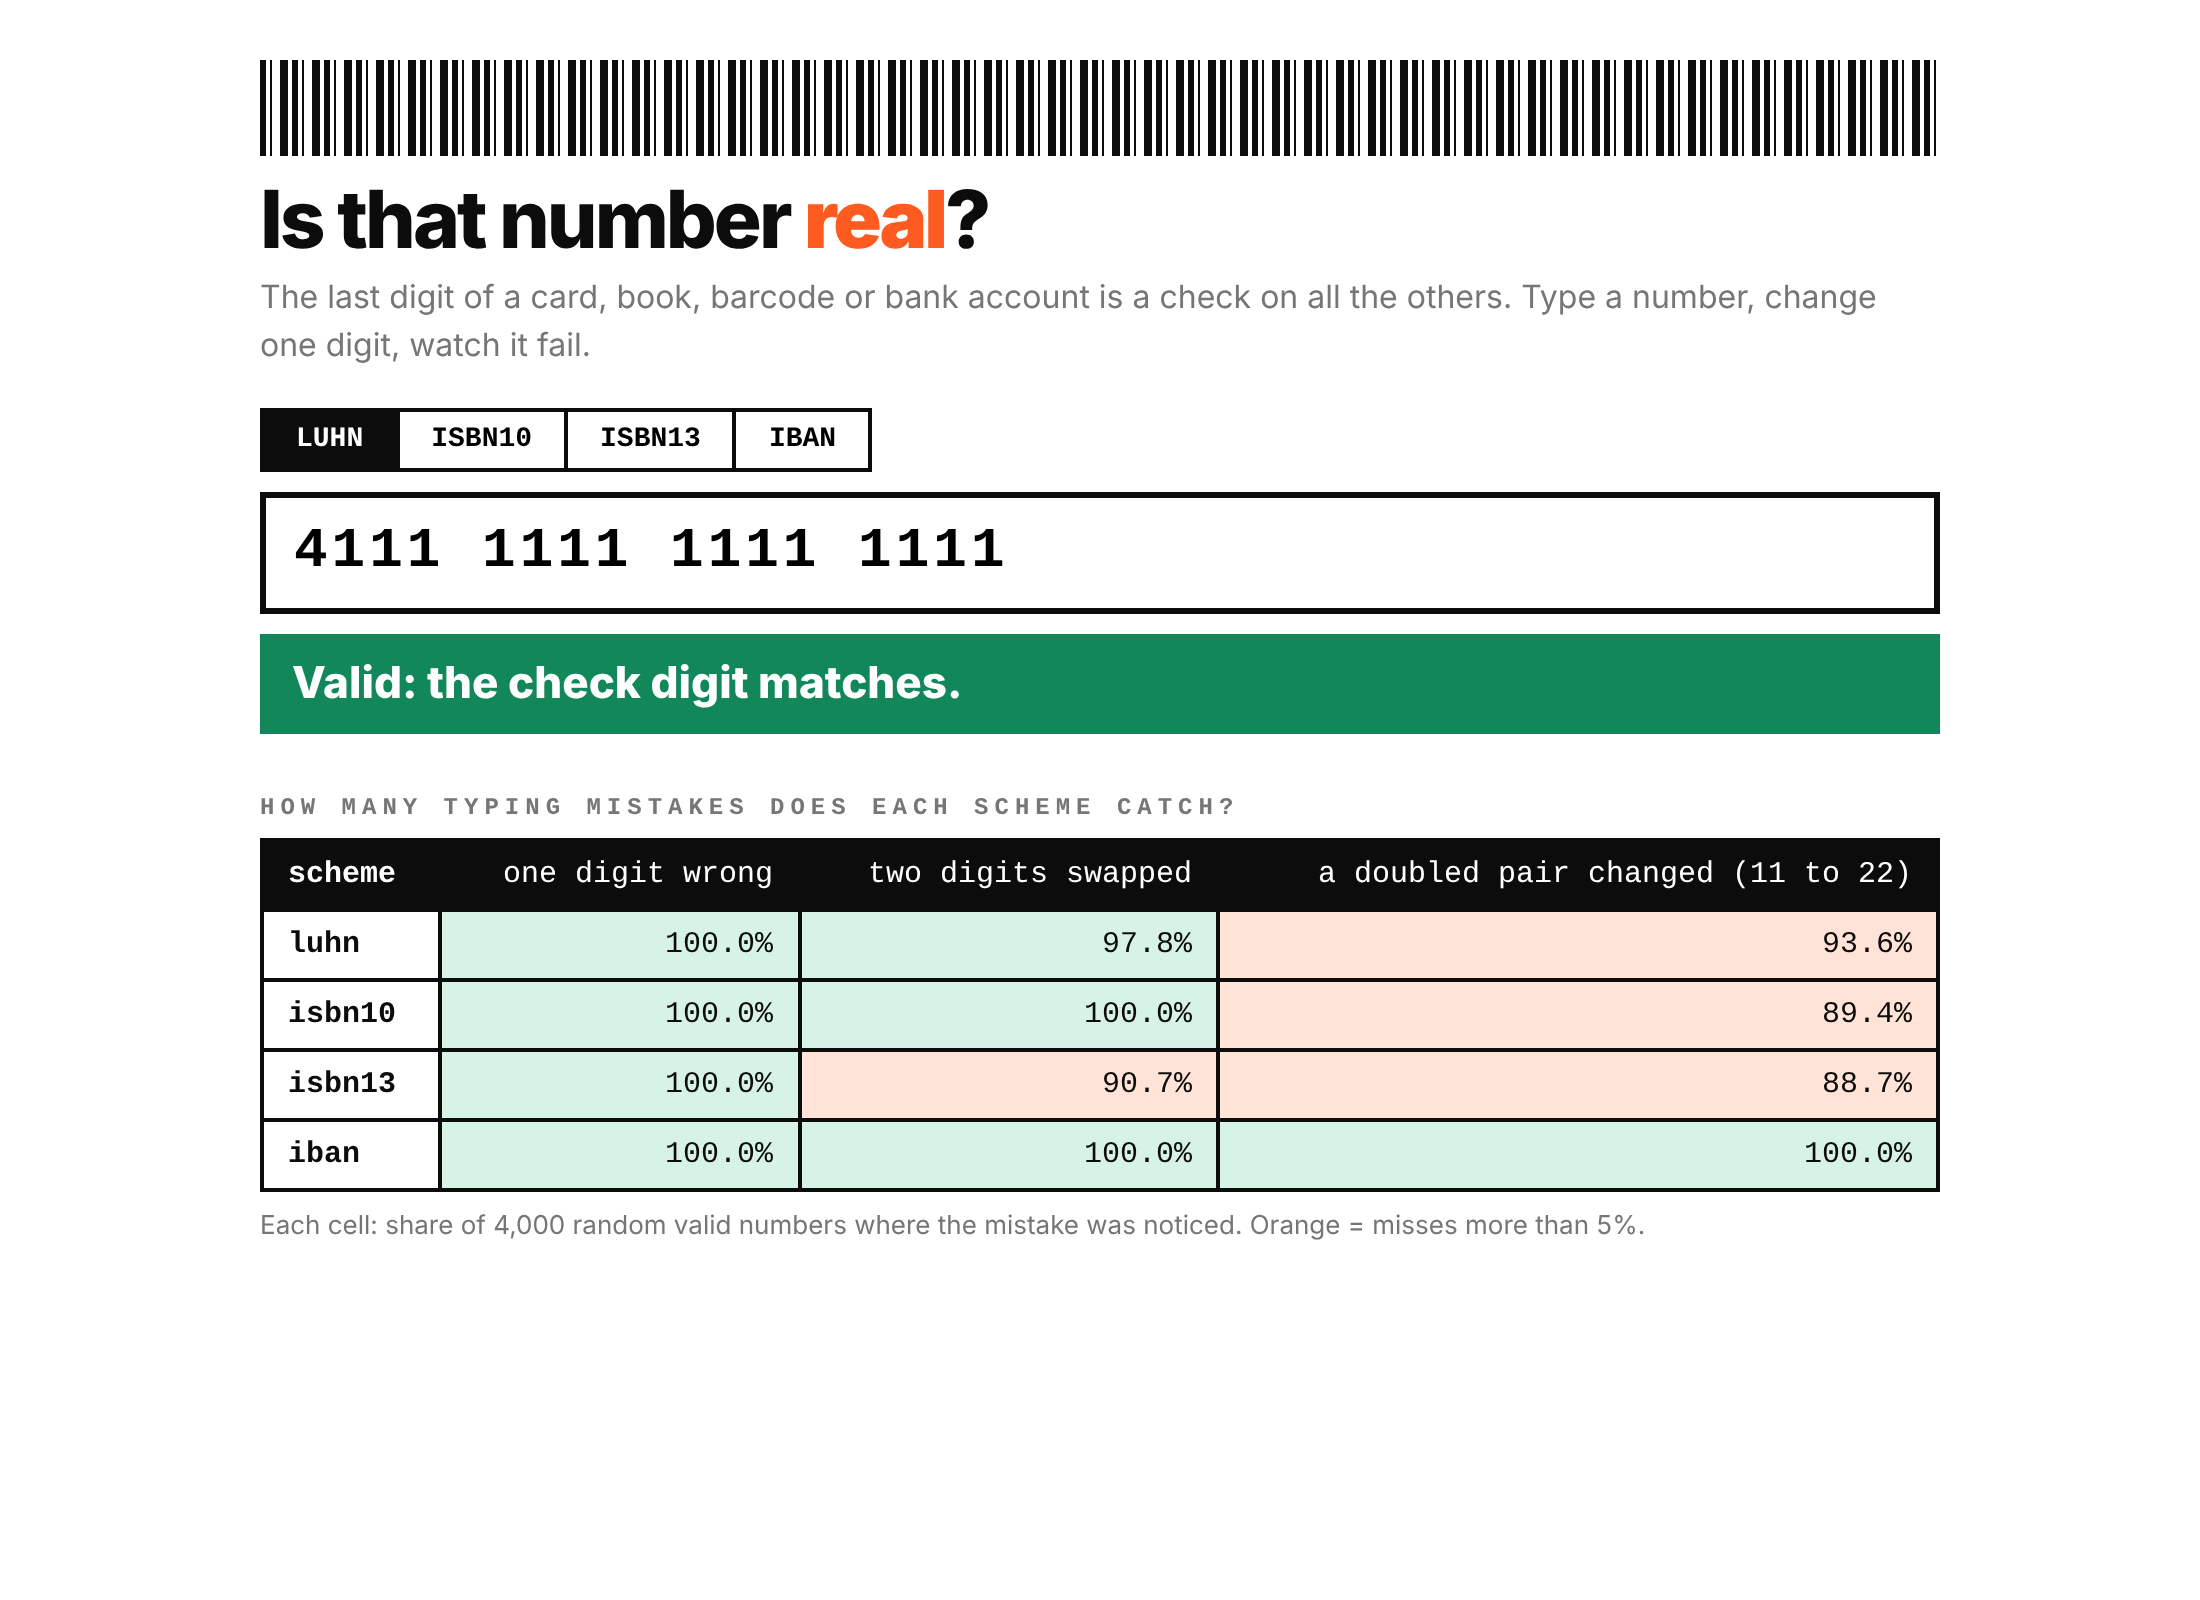 Is that number real?
The last digit of a card, book, barcode or bank account is a check on all the others. Type a number, change
one digit, watch it fail.
LUHN ISBN10 ISBN13 IBAN
4111 1111 1111 1111
Valid: the check digit matches.
HOW MANY TYPING MISTAKES DOES EACH SCHEME CATCH?
scheme one digit wrong two digits swapped a doubled pair changed (11 to 22)
luhn 100.0% 97.8% 93.6%
isbn10 100.0% 100.0% 89.4%
isbn13 100.0% 90.7% 88.7%
iban 100.0% 100.0% 100.0%
Each cell: share of 4,000 random valid numbers where the mistake was noticed. Orange = misses more than 5%.